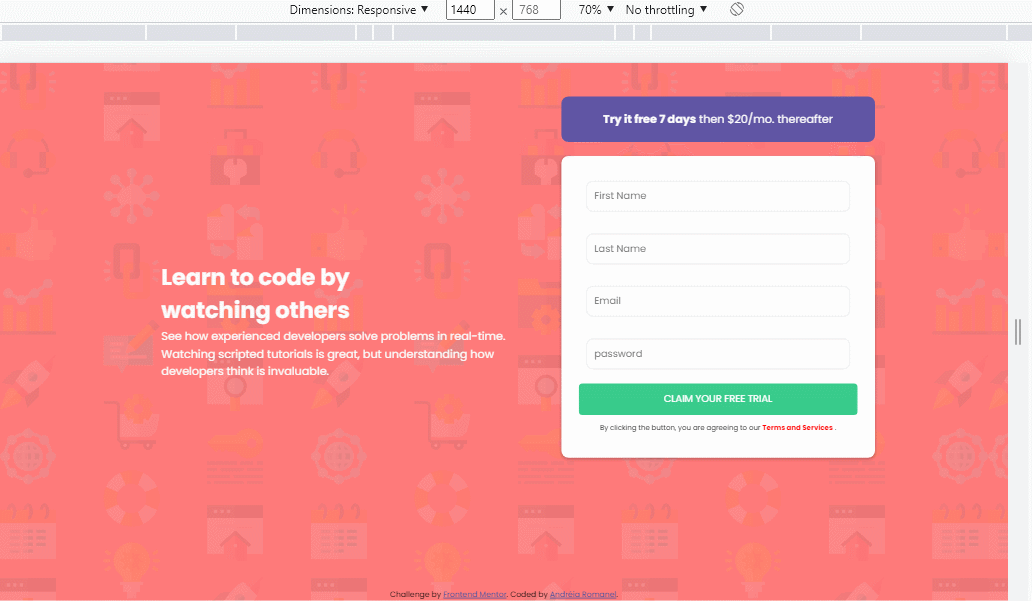 Dimensions: Responsive ▼ 1440 × 768 70% ▼ No throttling ▼
Try it free 7 days then $20/mo. thereafter
First Name
Last Name
Learn to code by
watching others
See how experienced developers solve problems in real-time.
Watching scripted tutorials is great, but understanding how
developers think is invaluable.
Email
password
CLAIM YOUR FREE TRIAL
By clicking the button, you are agreeing to our Terms and Services .
Challenge by Frontend Mentor. Coded by Andréia Romanel.